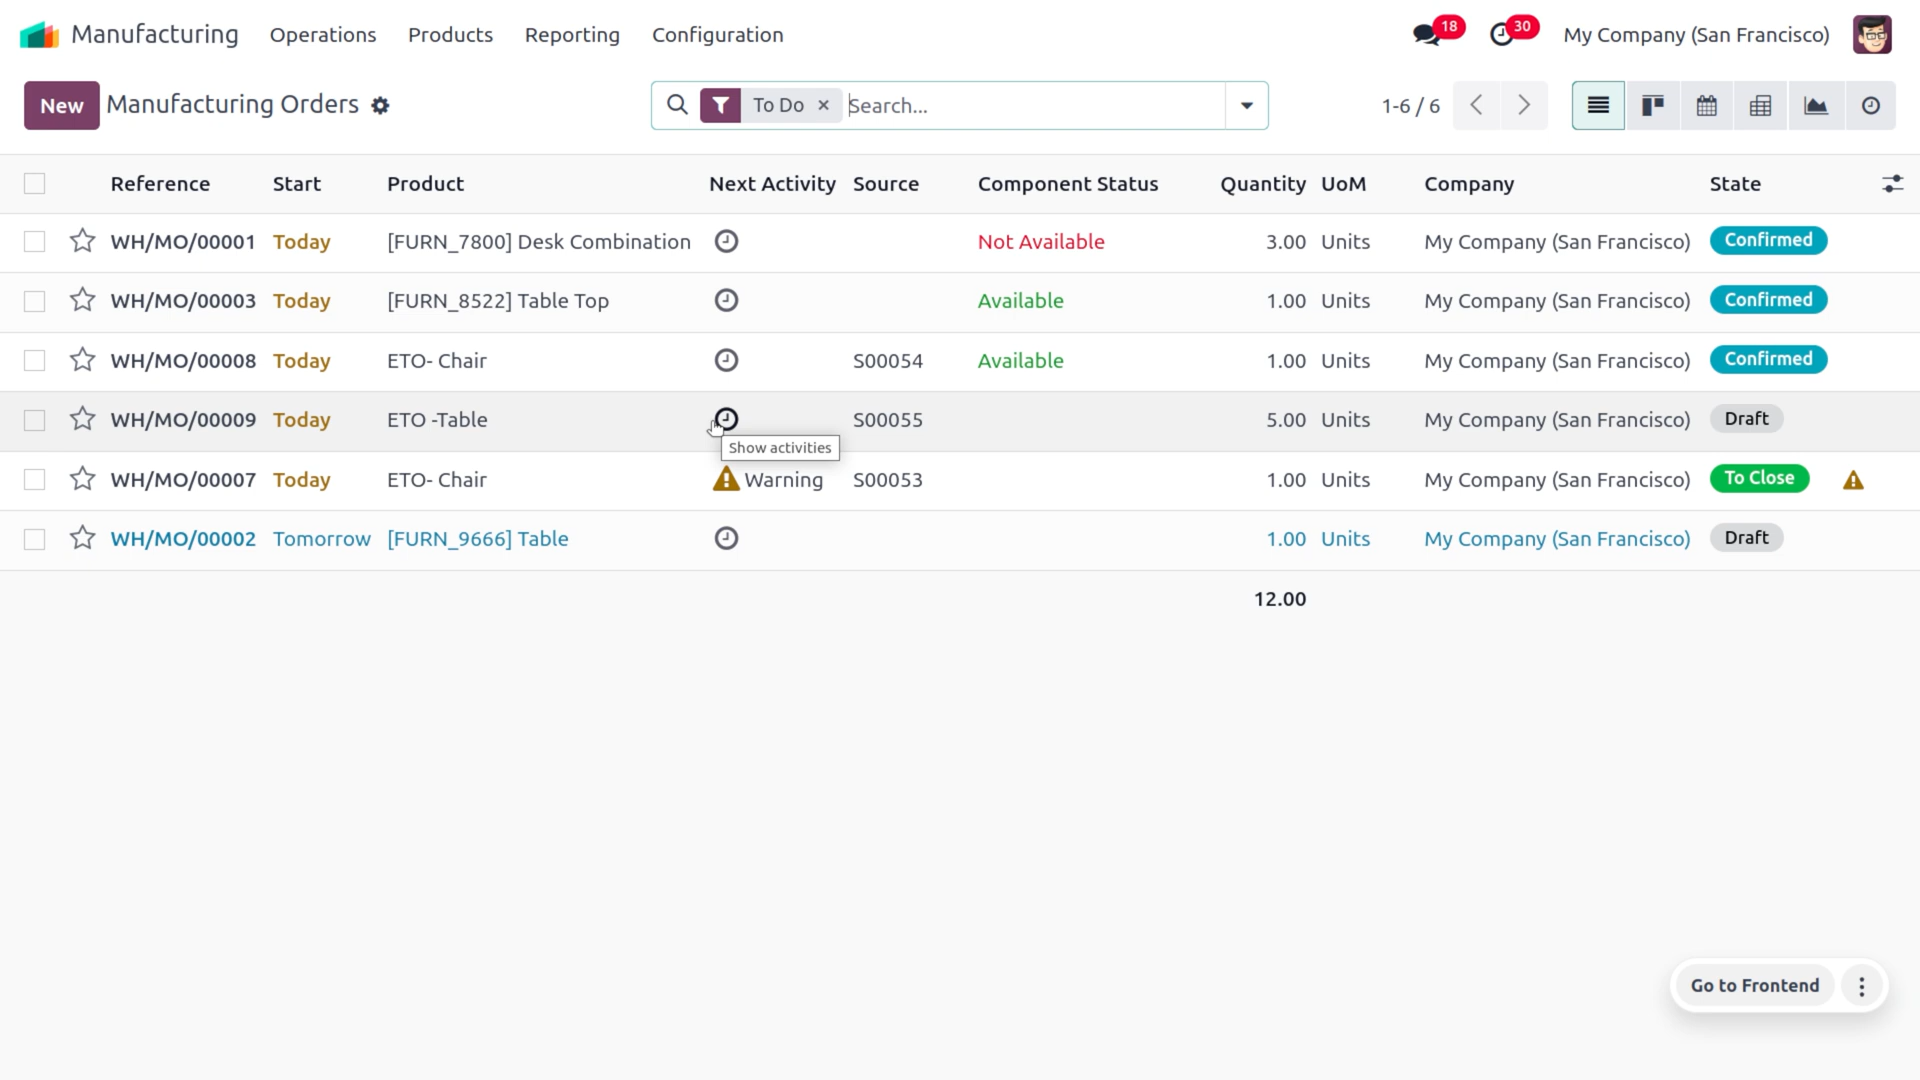 Manufacturing Operations Products Reporting Configuration 18 30 My Company (San Francisco)
New Manufacturing Orders To Do × Search... 1-6 / 6
Reference Start Product Next Activity Source Component Status Quantity UoM Company State
WH/MO/00001 Today [FURN_7800] Desk Combination Not Available 3.00 Units My Company (San Francisco) Confirmed
WH/MO/00003 Today [FURN_8522] Table Top Available 1.00 Units My Company (San Francisco) Confirmed
WH/MO/00008 Today ETO- Chair S00054 Available 1.00 Units My Company (San Francisco) Confirmed
WH/MO/00009 Today ETO -Table S00055 5.00 Units My Company (San Francisco) Draft
Show activities
WH/MO/00007 Today ETO- Chair Warning S00053 1.00 Units My Company (San Francisco) To Close
WH/MO/00002 Tomorrow [FURN_9666] Table 1.00 Units My Company (San Francisco) Draft
12.00
Go to Frontend